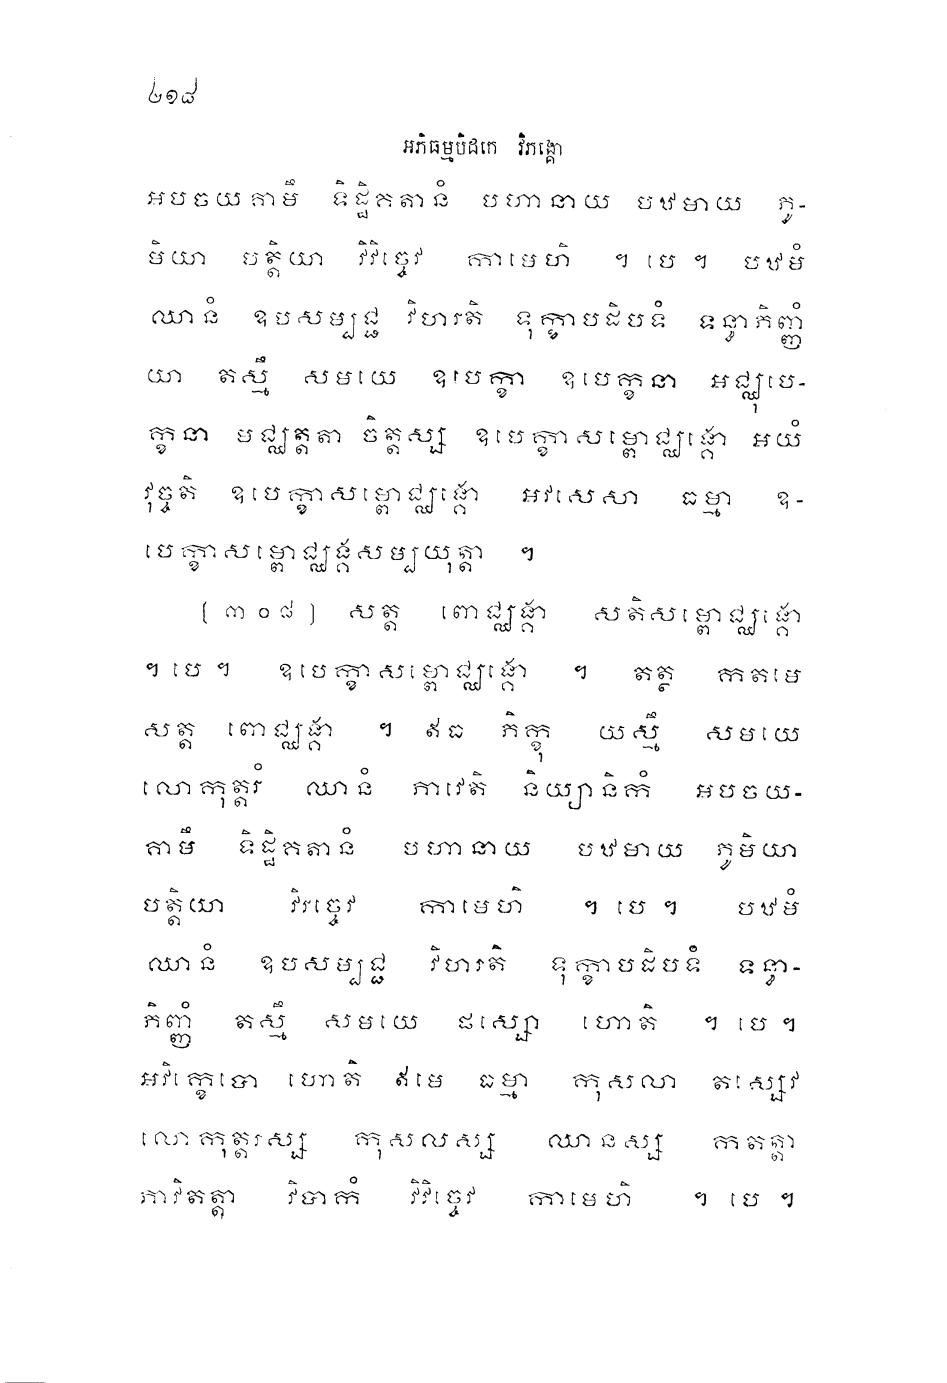 ២១៨
អភិធម្មបិដកេ វិភង្គោ
អបចយគាមឹ ទិដ្ឋិគតានំ បហានាយ បឋមាយ ភូ-
មិយា បត្តិយា វិវិច្ចេវ កាមេហិ ។ បេ ។ បឋមំ
ឈានំ ឧបសម្បជ្ជ វិហរតិ ទុក្ខាបដិបទំ ទន្ធាភិញ្ញំ
យា តស្មឹ សមយេ ឧបេក្ខា ឧបេក្ខនា អជ្ឈុបេ-
ក្ខនា មជ្ឈត្តតា ចិត្តស្ស ឧបេក្ខាសម្ពោជ្ឈង្គោ អយំ
វុច្ចតិ ឧបេក្ខាសម្ពោជ្ឈង្គោ អវសេសា ធម្មា ឧ-
បេក្ខាសម្ពោជ្ឈង្គសម្បយុត្តា ។
[៣០៨] សត្ត ពោជ្ឈង្គា សតិសម្ពោជ្ឈង្គោ
។ បេ ។ ឧបេក្ខាសម្ពោជ្ឈង្គោ ។ តត្ថ កតមេ
សត្ត ពោជ្ឈង្គា ។ ឥធ ភិក្ខុ យស្មឹ សមយេ
លោកុត្តរំ ឈានំ ភាវេតិ និយ្យានិកំ អបចយ-
គាមឹ ទិដ្ឋិគតានំ បហានាយ បឋមាយ ភូមិយា
បត្តិយា វិវិច្ចេវ កាមេហិ ។ បេ ។ បឋមំ
ឈានំ ឧបសម្បជ្ជ វិហរតិ ទុក្ខាបដិបទំ ទន្ធា-
ភិញ្ញំ តស្មឹ សមយេ ផស្សោ ហោតិ ។ បេ ។
អវិក្ខេបោ ហោតិ ឥមេ ធម្មា កុសលា តស្សេវ
លោកុត្តរស្ស កុសលស្ស ឈានស្ស កតត្តា
ភាវិតត្តា វិបាកំ វិវិច្ចេវ កាមេហិ ។ បេ ។